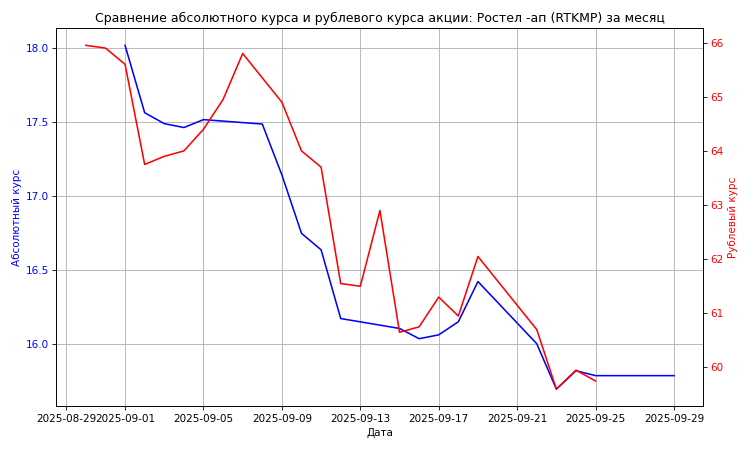 Сравнение абсолютного курса и рублевого курса акции: Ростел -ап (RTKMP) за месяц
18.0
17.5
17.0
16.5
16.0
Абсолютный курс
66
65
64
63
62
61
60
Рублевый курс
2025-08-29 2025-09-01 2025-09-05 2025-09-09 2025-09-13 2025-09-17 2025-09-21 2025-09-25 2025-09-29
Дата